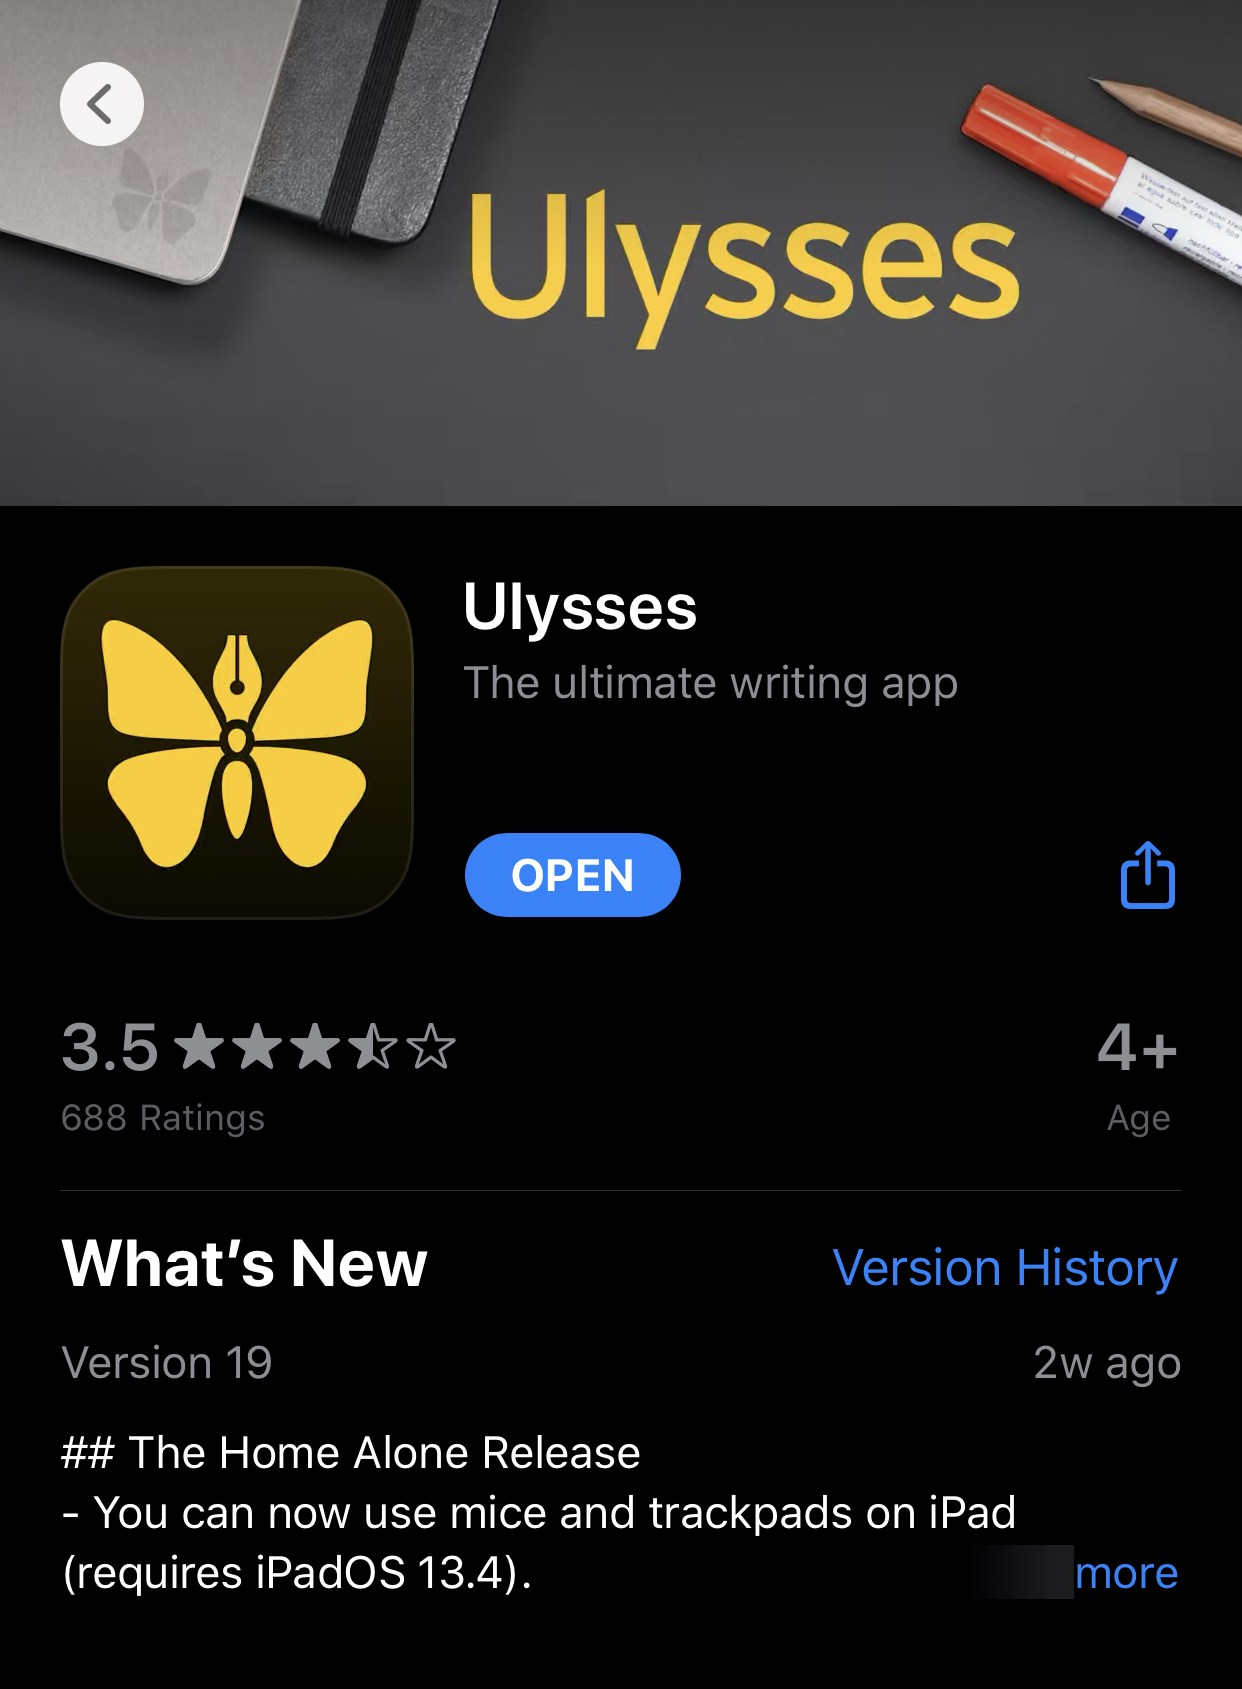 Ulysses
Ulysses
The ultimate writing app
OPEN
3.5
4+
688 Ratings
Age
What's New
Version History
Version 19
2w ago
## The Home Alone Release
- You can now use mice and trackpads on iPad
(requires iPadOS 13.4).
more